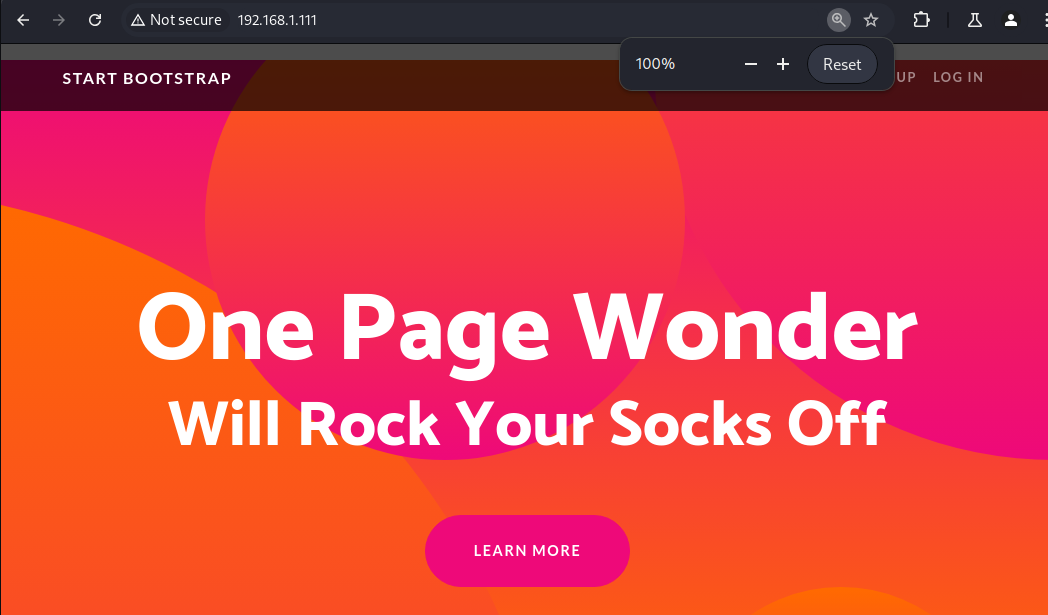 Not secure 192.168.1.111
100% Reset
START BOOTSTRAP UP LOG IN
One Page Wonder
Will Rock Your Socks Off
LEARN MORE